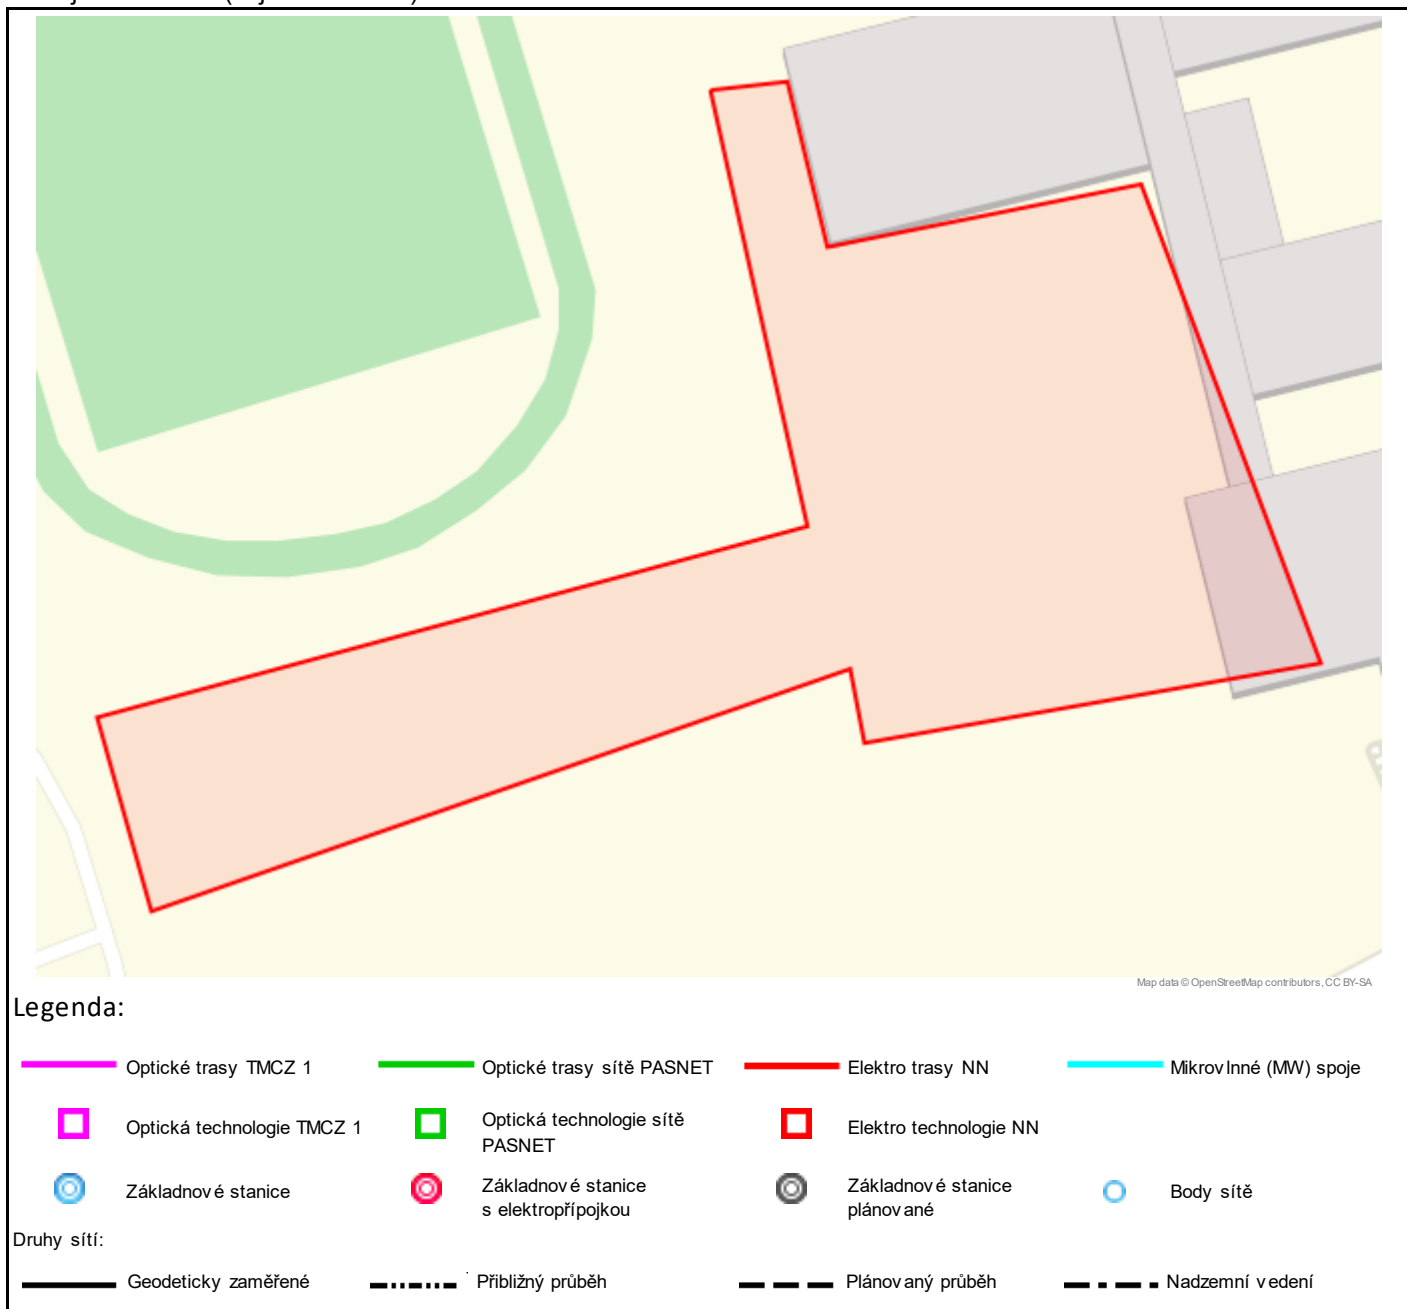 Map data © OpenStreetMap contributors, CC BY-SA
Legenda:
Optické trasy TMCZ 1
Optické trasy sítě PASNET
Elektro trasy NN
Mikrovlnné (MW) spoje
Optická technologie TMCZ 1
Optická technologie sítě
PASNET
Elektro technologie NN
Základnové stanice
Základnové stanice
s elektropřípojkou
Základnové stanice
plánované
Body sítě
Druhy sítí:
Geodeticky zaměřené
Přibližný průběh
Plánovaný průběh
Nadzemní vedení